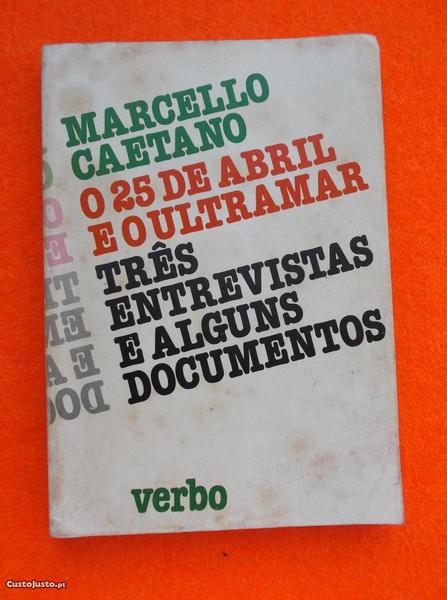 MARCELLO
CAETANO
O 25 DE ABRIL
E O ULTRAMAR
TRÊS
ENTREVISTAS
E ALGUNS
DOCUMENTOS
verbo
CustoJusto.pt